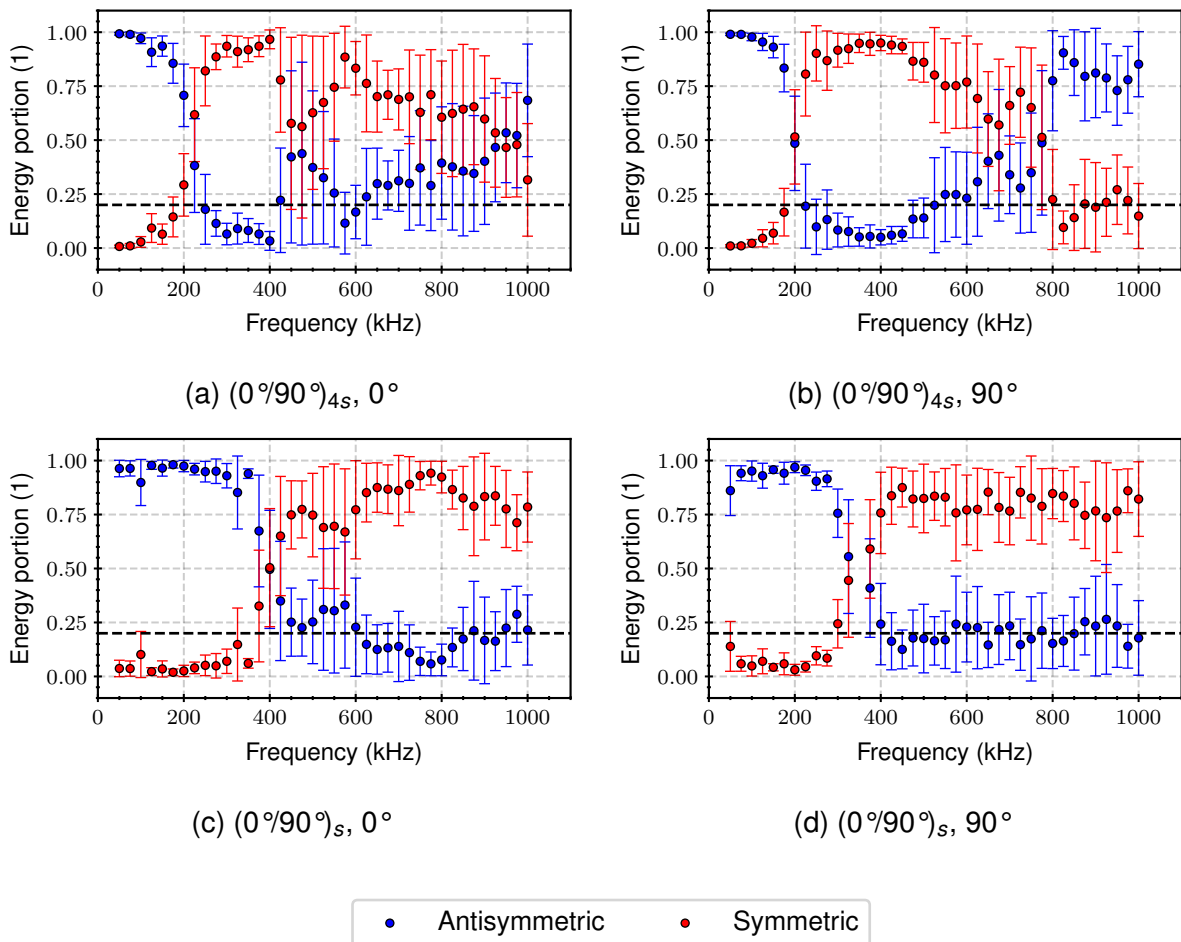 1.00
0.75
0.50
0.25
0.00
Energy portion (1)
0 200 400 600 800 1000
Frequency (kHz)
(a) (0°/90°)4s, 0°
1.00
0.75
0.50
0.25
0.00
Energy portion (1)
0 200 400 600 800 1000
Frequency (kHz)
(b) (0°/90°)4s, 90°
1.00
0.75
0.50
0.25
0.00
Energy portion (1)
0 200 400 600 800 1000
Frequency (kHz)
(c) (0°/90°)s, 0°
1.00
0.75
0.50
0.25
0.00
Energy portion (1)
0 200 400 600 800 1000
Frequency (kHz)
(d) (0°/90°)s, 90°
Antisymmetric Symmetric